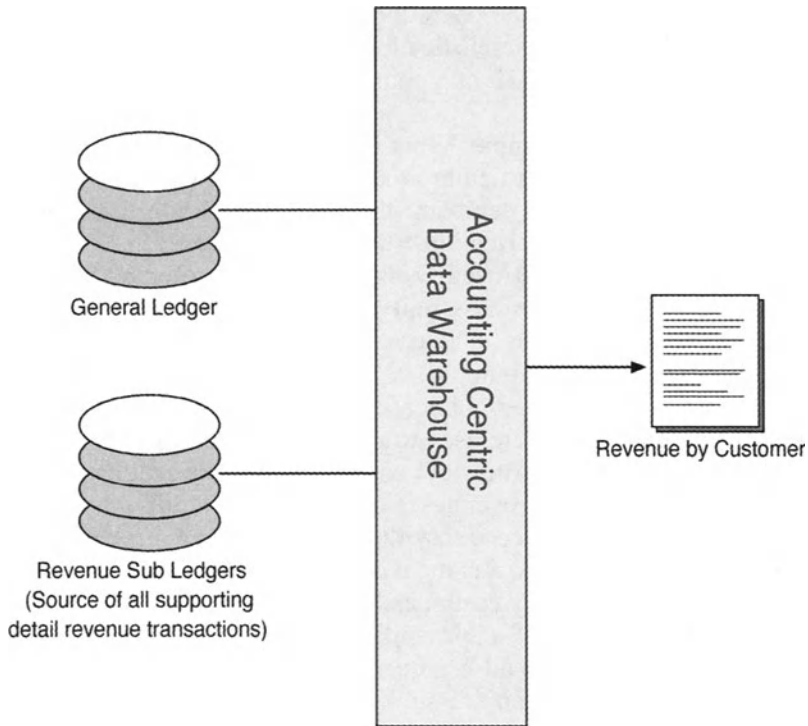 General Ledger
Revenue Sub Ledgers
(Source of all supporting
detail revenue transactions)
Accounting Centric
Data Warehouse
Revenue by Customer